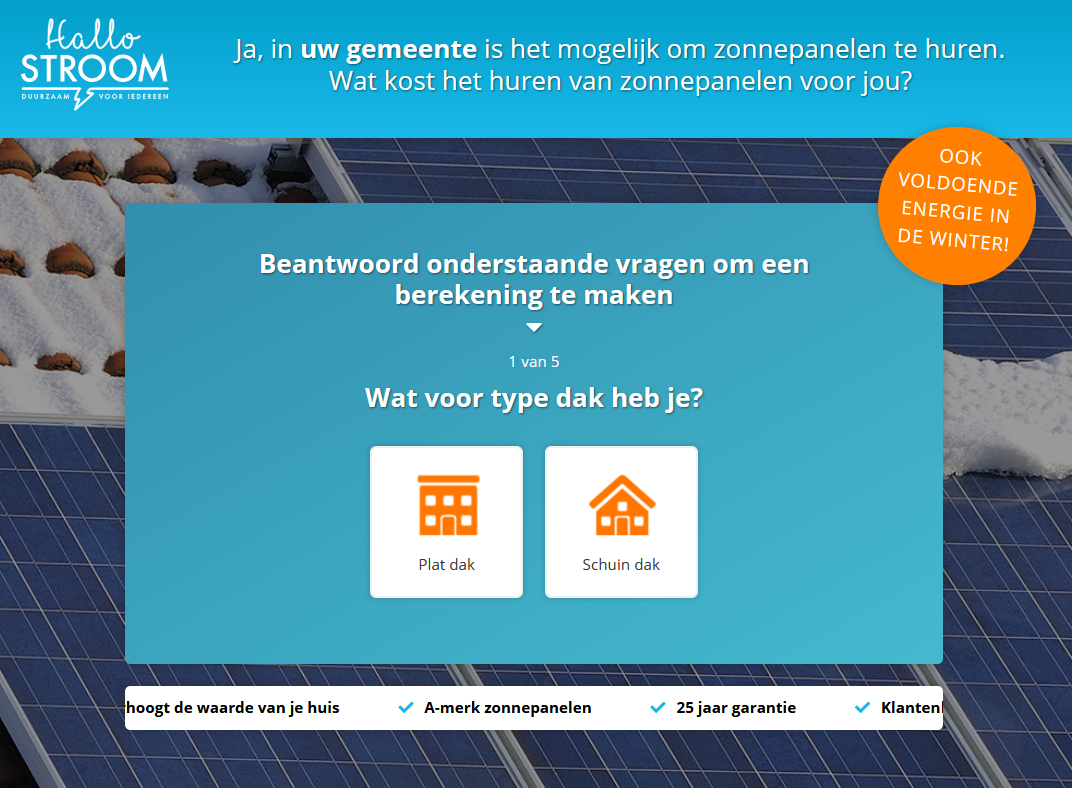 Hallo
STROOM
DUURZAAM VOOR IEDEREEN
Ja, in uw gemeente is het mogelijk om zonnepanelen te huren.
Wat kost het huren van zonnepanelen voor jou?
OOK
VOLDOENDE
ENERGIE IN
DE WINTER!
Beantwoord onderstaande vragen om een
berekening te maken
1 van 5
Wat voor type dak heb je?
Plat dak
Schuin dak
hoogt de waarde van je huis
A-merk zonnepanelen
25 jaar garantie